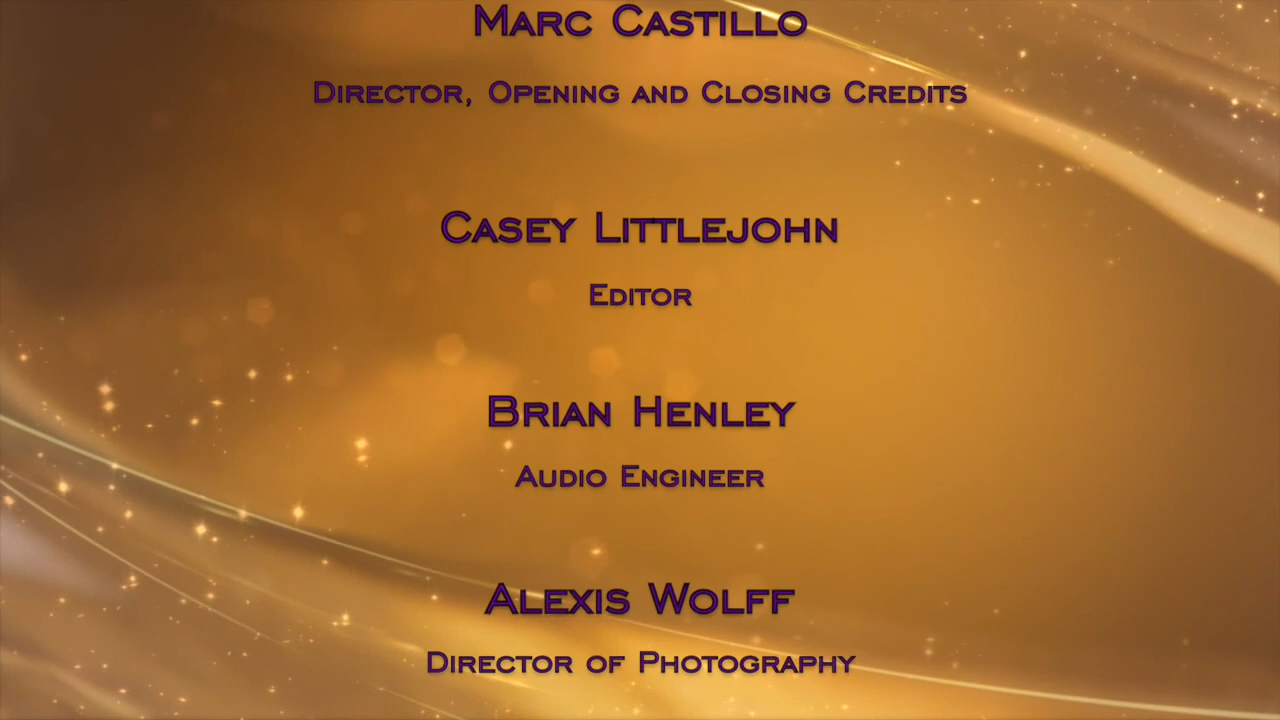 Marc Castillo
Director, Opening and Closing Credits
Casey Littlejohn
Editor
Brian Henley
Audio Engineer
Alexis Wolff
Director of Photography